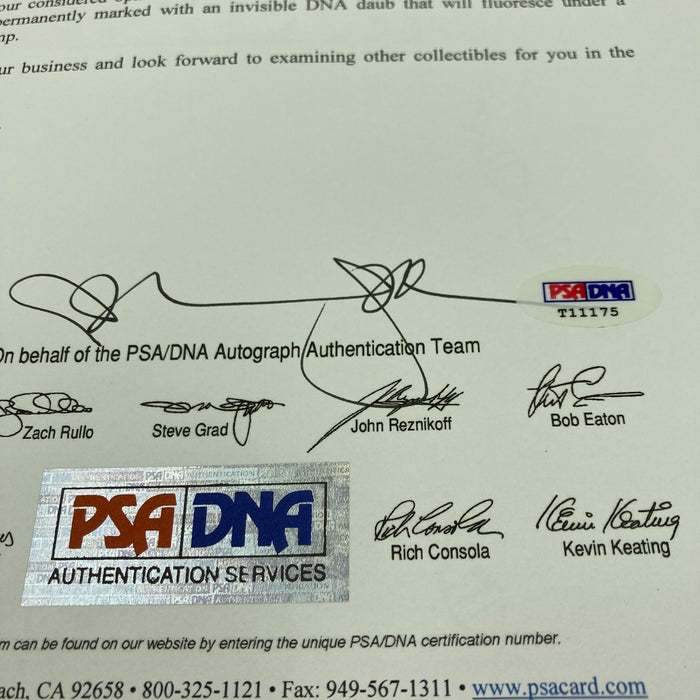 permanently marked with an invisible DNA daub that will fluoresce under a
ur business and look forward to examining other collectibles for you in the
PSA DNA
T11175
On behalf of the PSA/DNA Autograph Authentication Team
Zach Rullo
Steve Grad
John Reznikoff
Bob Eaton
PSA DNA
AUTHENTICATION SERVICES
Rich Consola
Rich Consola
Kevin Keating
Kevin Keating
m can be found on our website by entering the unique PSA/DNA certification number.
ach, CA 92658 • 800-325-1121 • Fax: 949-567-1311 • www.psacard.com